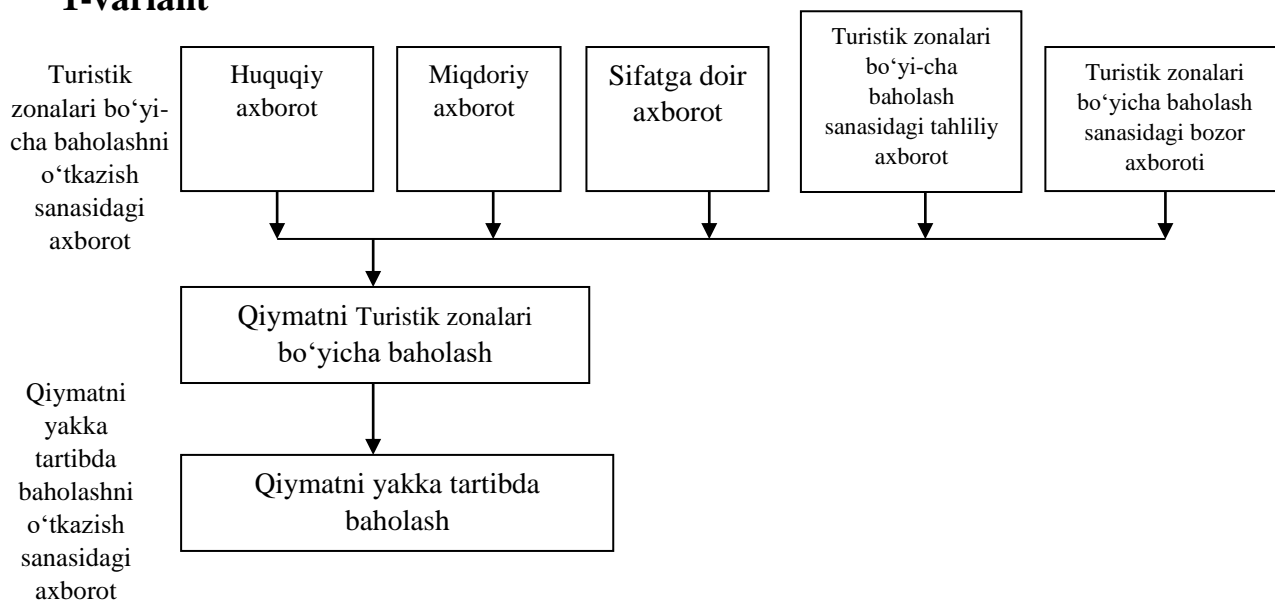 1-variant
Turistik
zonalari bo‘yi-
cha baholashni
o‘tkazish
sanasidagi
axborot
Huquqiy
axborot
Miqdoriy
axborot
Sifatga doir
axborot
Turistik zonalari
bo‘yi-cha
baholash
sanasidagi tahliliy
axborot
Turistik zonalari
bo‘yicha baholash
sanasidagi bozor
axboroti
Qiymatni Turistik zonalari
bo‘yicha baholash
Qiymatni
yakka
tartibda
baholashni
o‘tkazish
sanasidagi
axborot
Qiymatni yakka tartibda
baholash